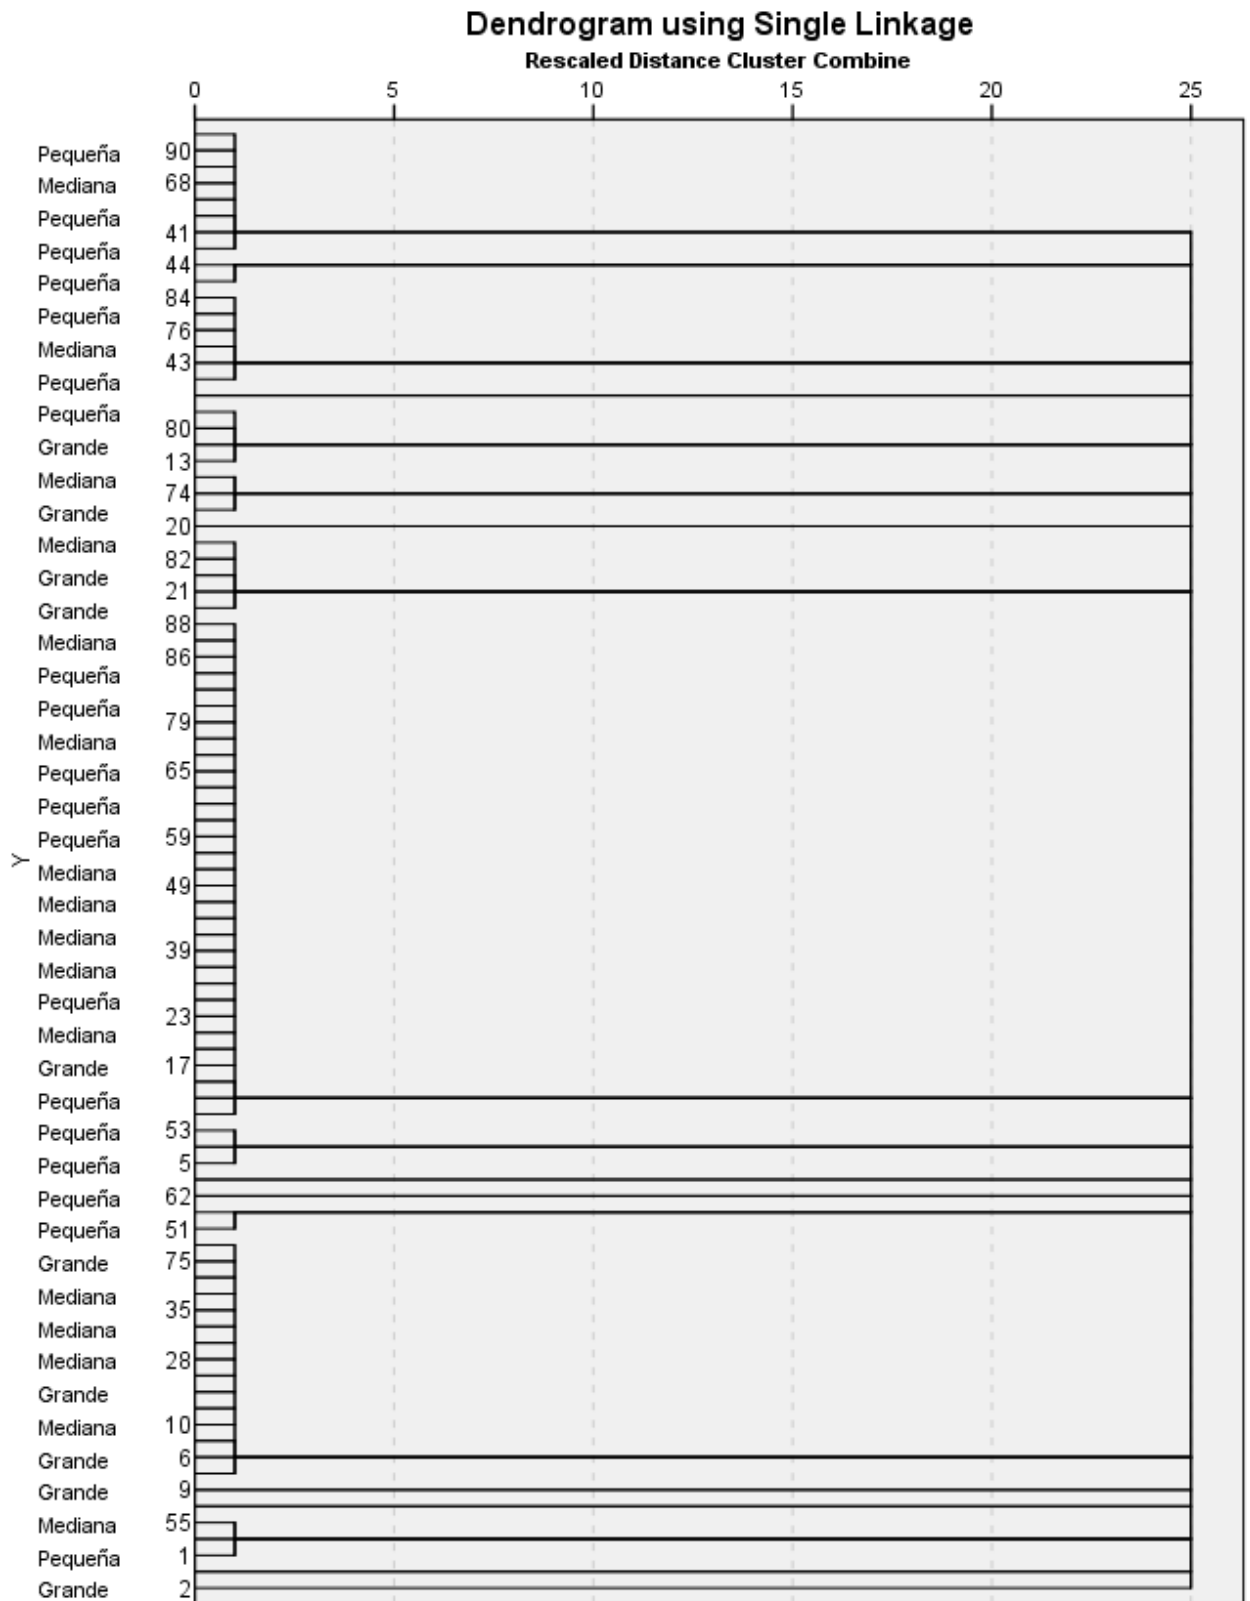 Dendrogram using Single Linkage
Rescaled Distance Cluster Combine
0 5 10 15 20 25
Pequeña 90
Mediana 68
Pequeña
41
Pequeña
44
Pequeña
84
Pequeña
76
Mediana
43
Pequeña
Pequeña
80
Grande
13
Mediana
74
Grande
20
Mediana
82
Grande
21
Grande
88
Mediana
86
Pequeña
Pequeña
79
Mediana
65
Pequeña
Pequeña
59
Pequeña
Y
Mediana
49
Mediana
Mediana
39
Mediana
Pequeña
23
Mediana
17
Grande
Pequeña
53
Pequeña
5
Pequeña
62
Pequeña
51
Pequeña
75
Grande
Mediana
35
Mediana
28
Mediana
Grande
10
Mediana
6
Grande
9
Grande
55
Mediana
1
Pequeña
2
Grande